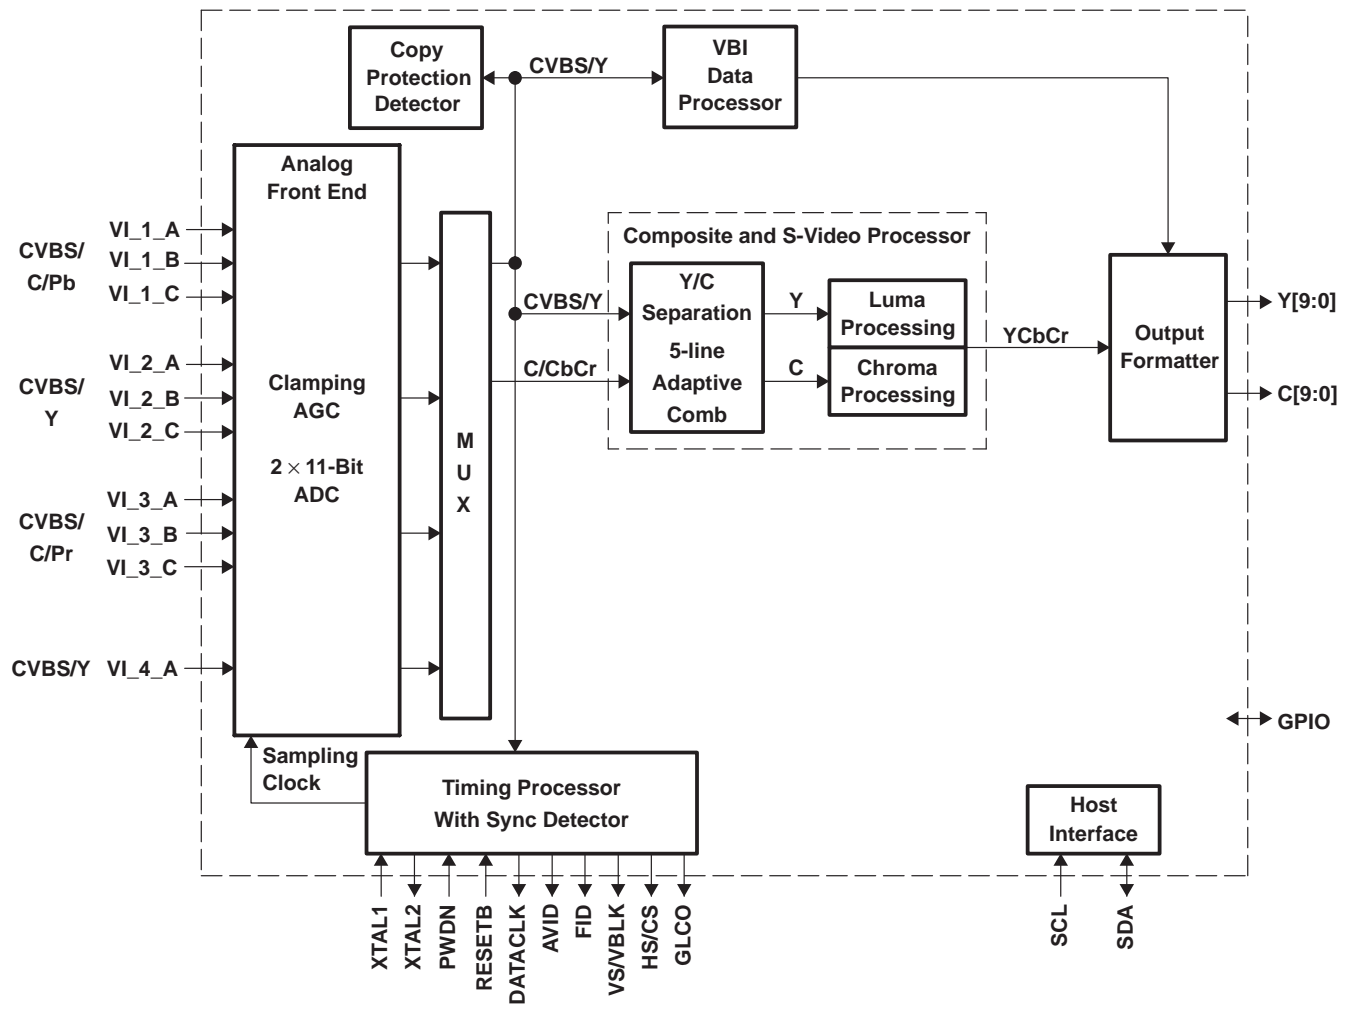 Copy
Protection
Detector
CVBS/Y
VBI
Data
Processor
Analog
Front End
Clamping
AGC
2 × 11-Bit
ADC
CVBS/
C/Pb
VI_1_A
VI_1_B
VI_1_C
CVBS/
Y
VI_2_A
VI_2_B
VI_2_C
CVBS/
C/Pr
VI_3_A
VI_3_B
VI_3_C
CVBS/Y
VI_4_A
M
U
X
Composite and S-Video Processor
CVBS/Y
C/CbCr
Y/C
Separation
5-line
Adaptive
Comb
Y
C
Luma
Processing
Chroma
Processing
YCbCr
Output
Formatter
Y[9:0]
C[9:0]
GPIO
Sampling
Clock
Timing Processor
With Sync Detector
Host
Interface
XTAL1
XTAL2
PWDN
RESETB
DATACLK
AVID
FID
VS/VBLK
HS/CS
GLCO
SCL
SDA